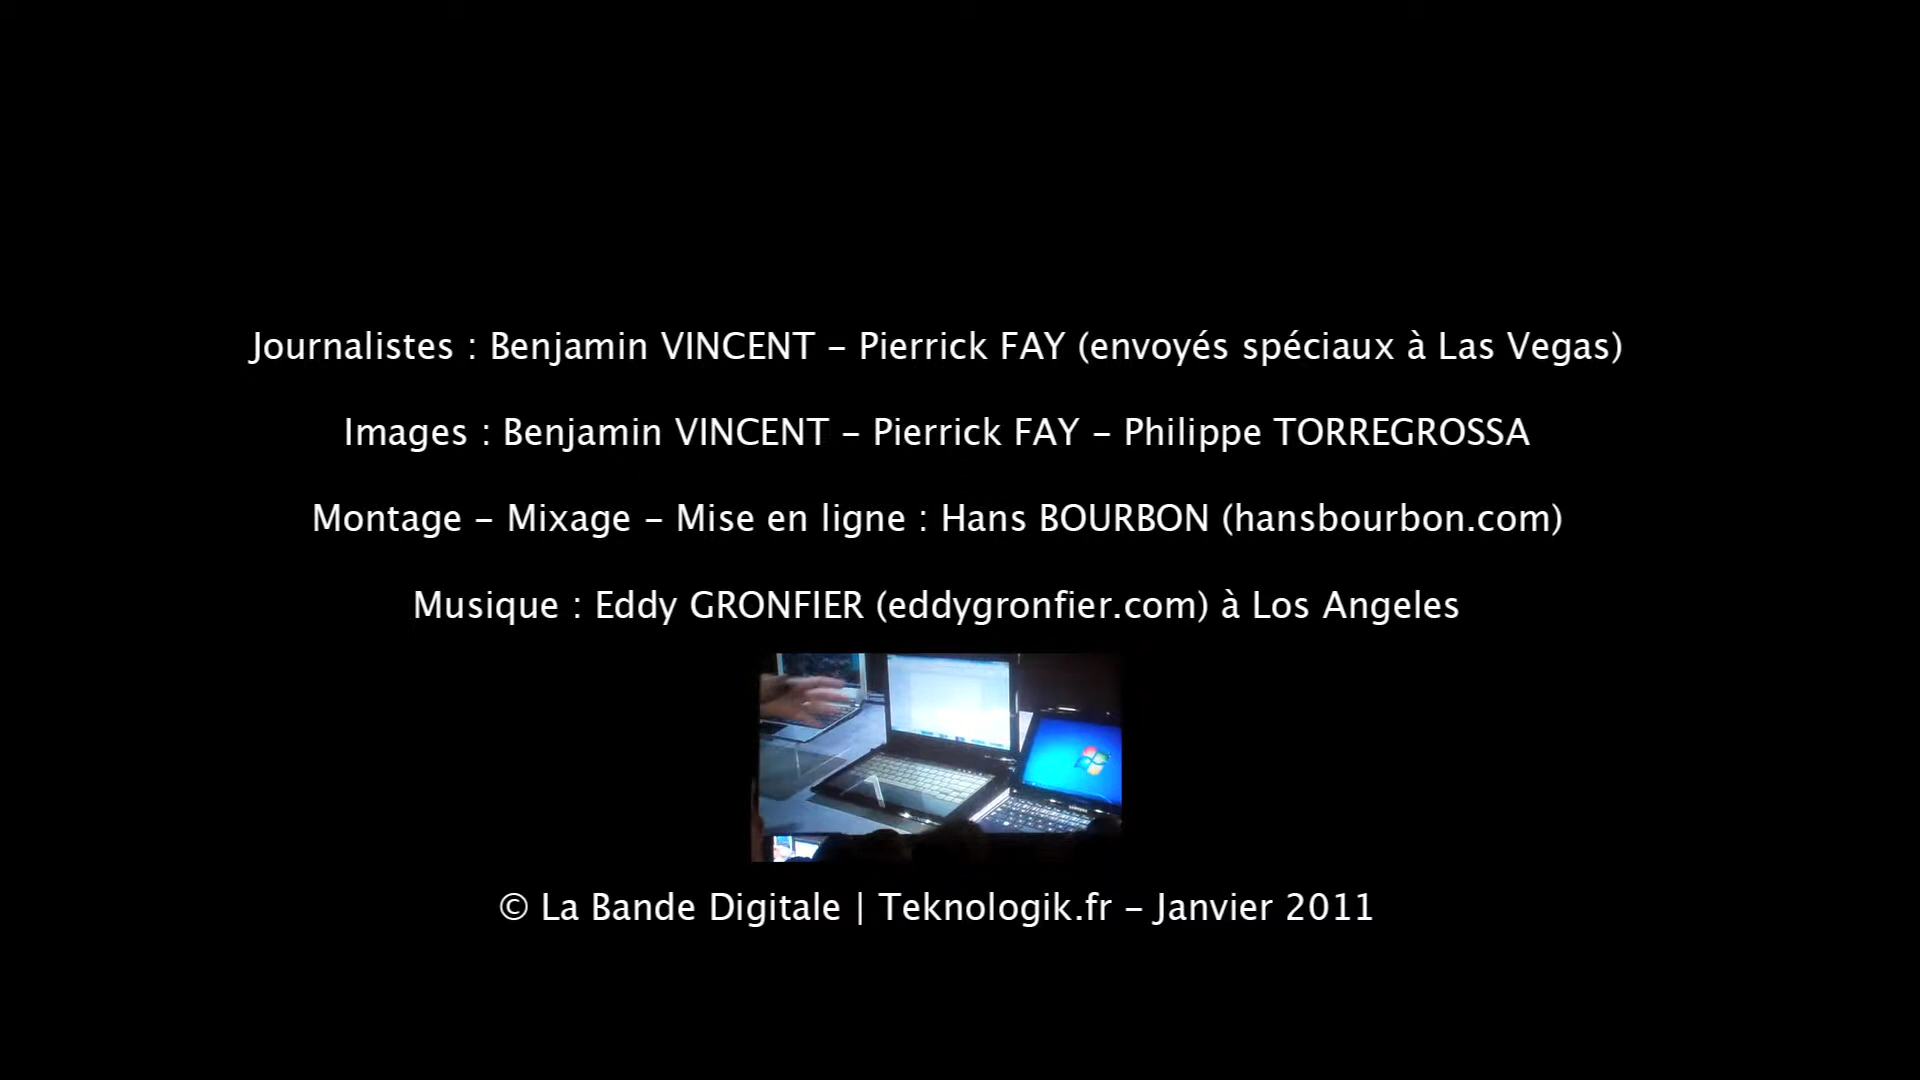 Journalistes : Benjamin VINCENT – Pierrick FAY (envoyés spéciaux à Las Vegas)
Images : Benjamin VINCENT – Pierrick FAY – Philippe TORREGROSSA
Montage – Mixage – Mise en ligne : Hans BOURBON (hansbourbon.com)
Musique : Eddy GRONFIER (eddygronfier.com) à Los Angeles
© La Bande Digitale | Teknologik.fr – Janvier 2011